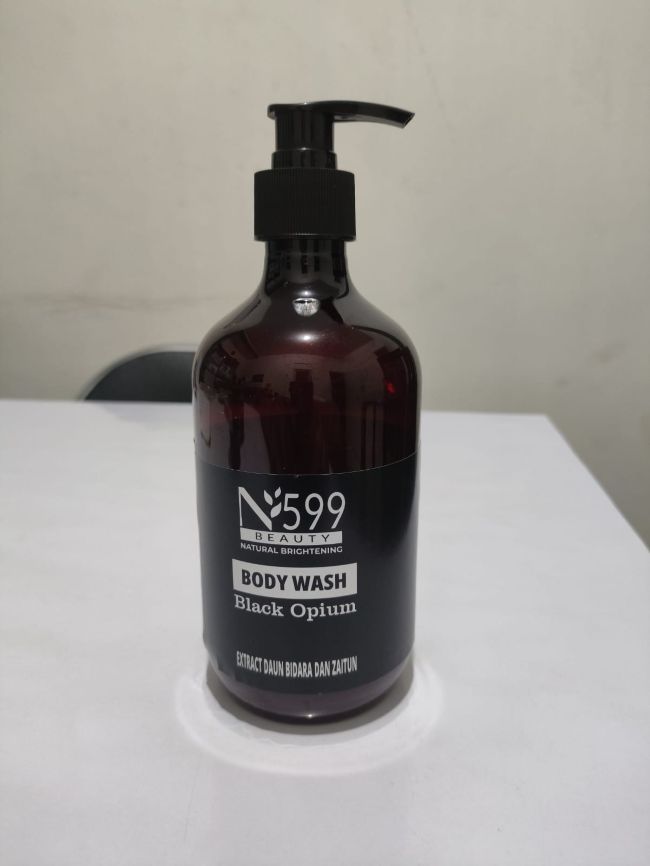 N599
BEAUTY
NATURAL BRIGHTENING
BODY WASH
Black Opium
EXTRACT DAUN BIDARA DAN ZAITUN